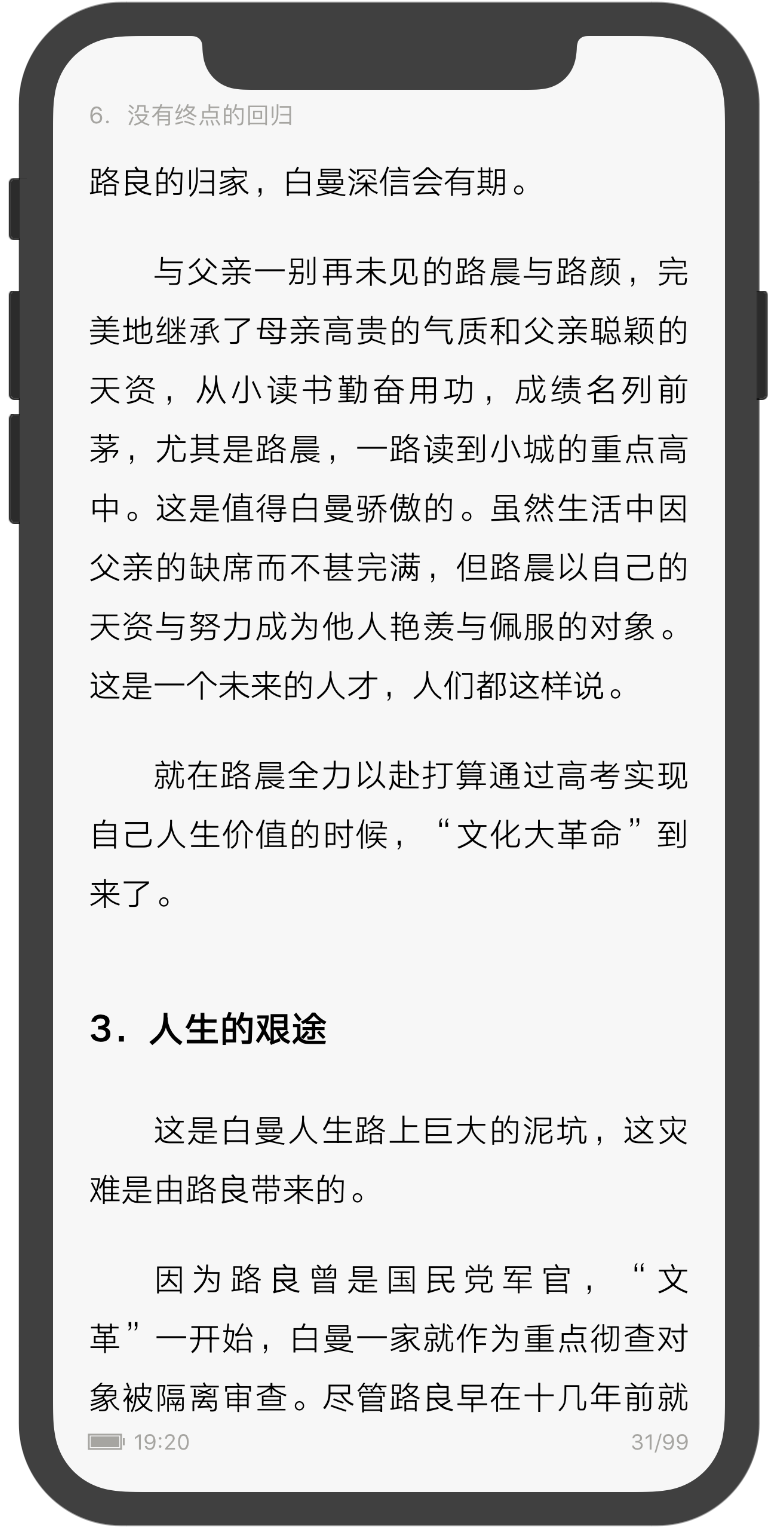 6. 没有终点的回归
路良的归家，白曼深信会有期。
与父亲一别再未见的路晨与路颜，完
美地继承了母亲高贵的气质和父亲聪颖的
天资，从小读书勤奋用功，成绩名列前
茅，尤其是路晨，一路读到小城的重点高
中。这是值得白曼骄傲的。虽然生活中因
父亲的缺席而不甚完满，但路晨以自己的
天资与努力成为他人艳羡与佩服的对象。
这是一个未来的人才，人们都这样说。
就在路晨全力以赴打算通过高考实现
自己人生价值的时候，“文化大革命”到
来了。
3. 人生的艰途
这是白曼人生路上巨大的泥坑，这灾
难是由路良带来的。
因为路良曾是国民党军官，“文
革”一开始，白曼一家就作为重点彻查对
象被隔离审查。尽管路良早在十几年前就
19:20 31/99